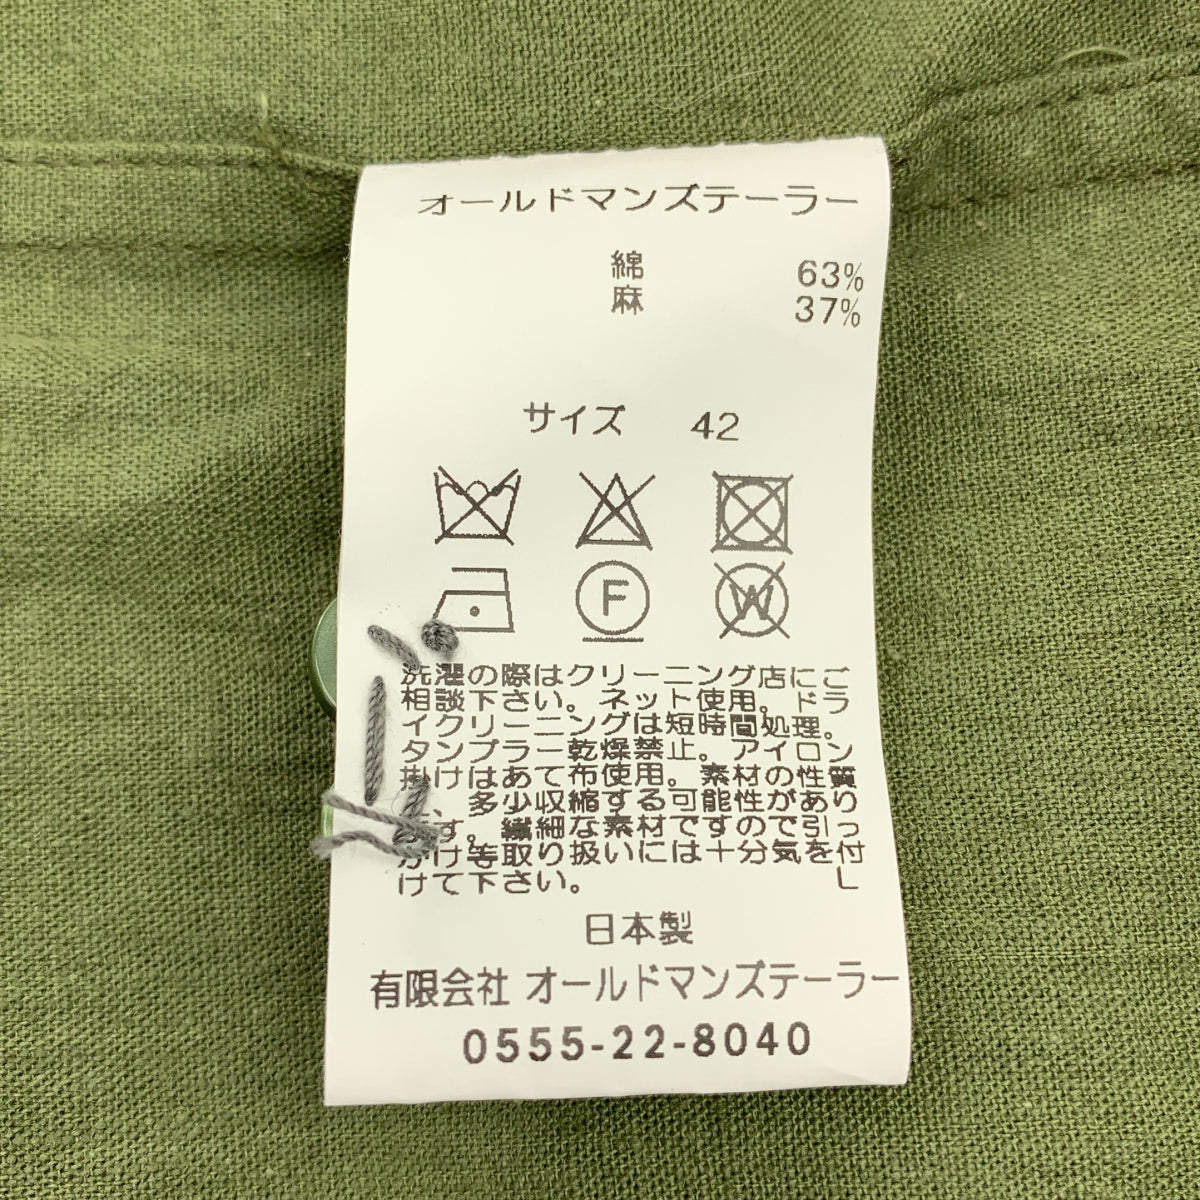 オールドマンズテーラー
綿 63%
麻 37%
サイズ 42
F
W
洗濯の際はクリーニング店にご
相談下さい。ネット使用。ドラ
イクリーニングは短時間処理。
タンブラー乾燥禁止。アイロン
掛けはあて布使用。素材の性質
、多少収縮する可能性があり
ます。繊細な素材ですので引っ
かけ等取り扱いには十分気を付
けて下さい。 L
日本製
有限会社 オールドマンズテーラー
0555-22-8040